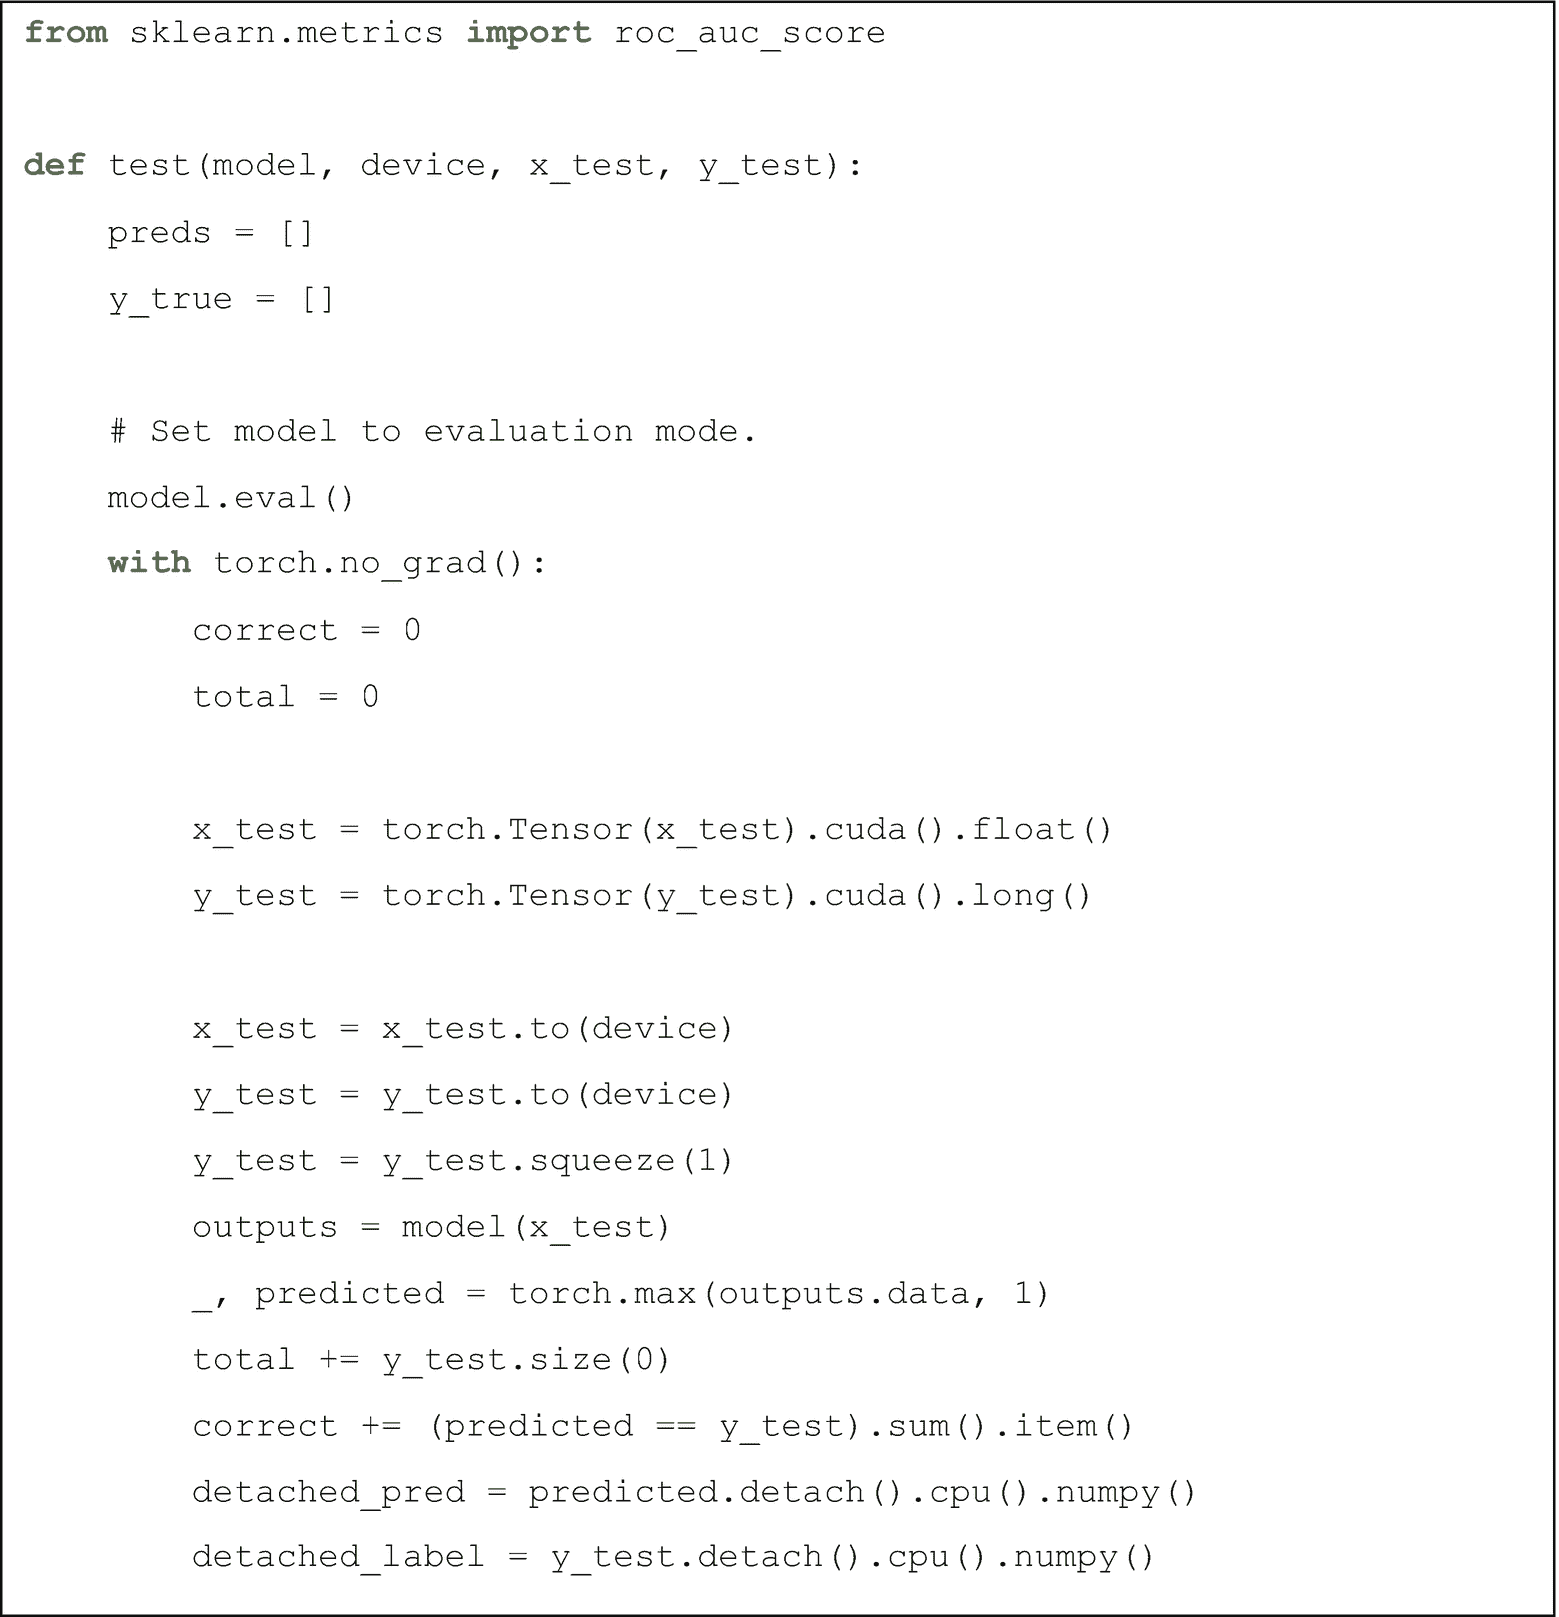 from sklearn.metrics import roc_auc_score
def test(model, device, x_test, y_test):
    preds = []
    y_true = []
    # Set model to evaluation mode.
    model.eval()
    with torch.no_grad():
        correct = 0
        total = 0
        x_test = torch.Tensor(x_test).cuda().float()
        y_test = torch.Tensor(y_test).cuda().long()
        x_test = x_test.to(device)
        y_test = y_test.to(device)
        y_test = y_test.squeeze(1)
        outputs = model(x_test)
        _, predicted = torch.max(outputs.data, 1)
        total += y_test.size(0)
        correct += (predicted == y_test).sum().item()
        detached_pred = predicted.detach().cpu().numpy()
        detached_label = y_test.detach().cpu().numpy()